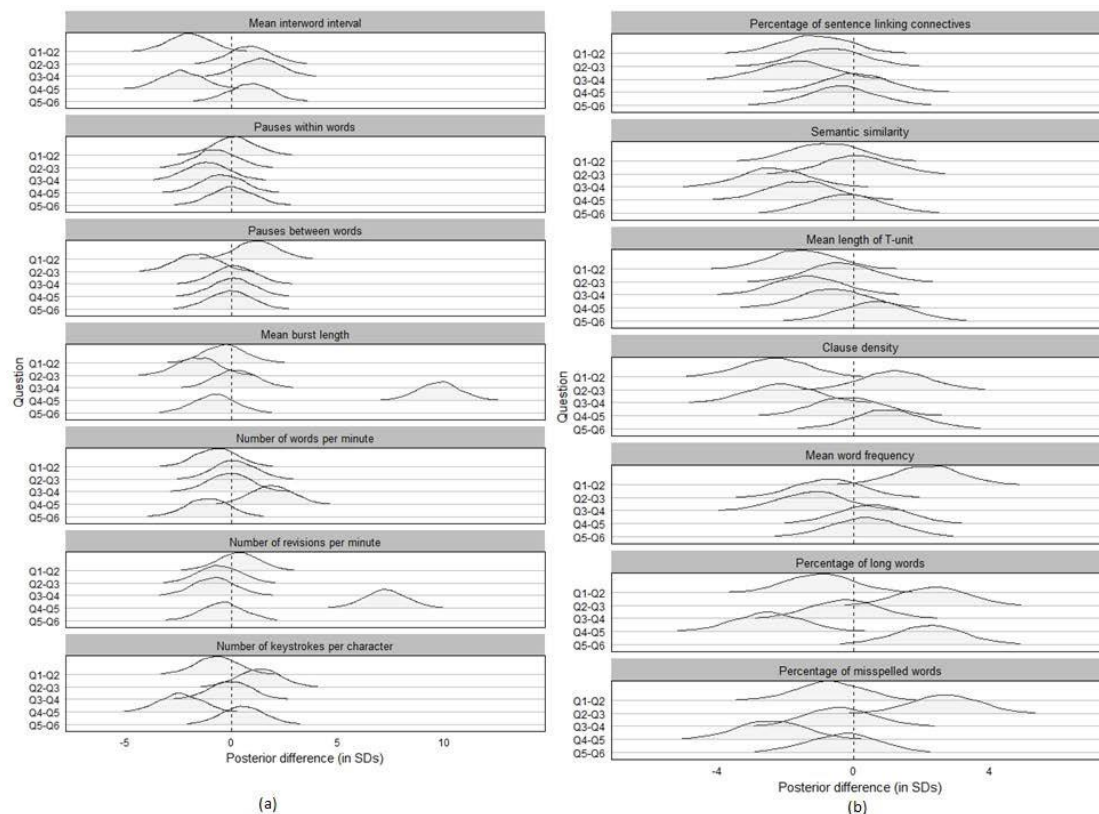 Mean interword interval
Q1-Q2
Q2-Q3
Q3-Q4
Q4-Q5
Q5-Q6
Pauses within words
Q1-Q2
Q2-Q3
Q3-Q4
Q4-Q5
Q5-Q6
Pauses between words
Q1-Q2
Q2-Q3
Q3-Q4
Q4-Q5
Q5-Q6
Mean burst length
Q1-Q2
Q2-Q3
Q3-Q4
Q4-Q5
Q5-Q6
Number of words per minute
Q1-Q2
Q2-Q3
Q3-Q4
Q4-Q5
Q5-Q6
Number of revisions per minute
Q1-Q2
Q2-Q3
Q3-Q4
Q4-Q5
Q5-Q6
Number of keystrokes per character
Q1-Q2
Q2-Q3
Q3-Q4
Q4-Q5
Q5-Q6
Question
-5 0 5 10
Posterior difference (in SDs)
(a)
Percentage of sentence linking connectives
Q1-Q2
Q2-Q3
Q3-Q4
Q4-Q5
Q5-Q6
Semantic similarity
Q1-Q2
Q2-Q3
Q3-Q4
Q4-Q5
Q5-Q6
Mean length of T-unit
Q1-Q2
Q2-Q3
Q3-Q4
Q4-Q5
Q5-Q6
Clause density
Q1-Q2
Q2-Q3
Q3-Q4
Q4-Q5
Q5-Q6
Mean word frequency
Q1-Q2
Q2-Q3
Q3-Q4
Q4-Q5
Q5-Q6
Percentage of long words
Q1-Q2
Q2-Q3
Q3-Q4
Q4-Q5
Q5-Q6
Percentage of misspelled words
Q1-Q2
Q2-Q3
Q3-Q4
Q4-Q5
Q5-Q6
Question
-4 0 4
Posterior difference (in SDs)
(b)